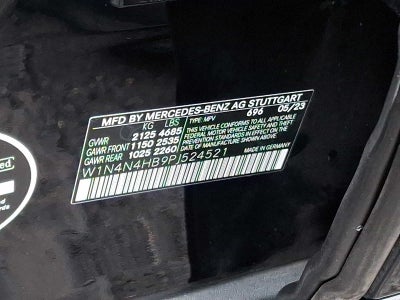 MFD BY MERCEDES-BENZ AG STUTTGART
KG LBS TYPE: MPV 696 05/23
GVWR 2125 4685 THIS VEHICLE CONFORMS TO ALL APPLICABLE
GAWR FRONT 1150 2535 FEDERAL MOTOR VEHICLE SAFETY AND THEFT
GAWR REAR 1025 2260 PREVENTION STANDARDS IN EFFECT ON THE
DATE OF MANUFACTURE SHOWN ABOVE.
W1N4N4HB9PJ524521 MADE IN GERMANY